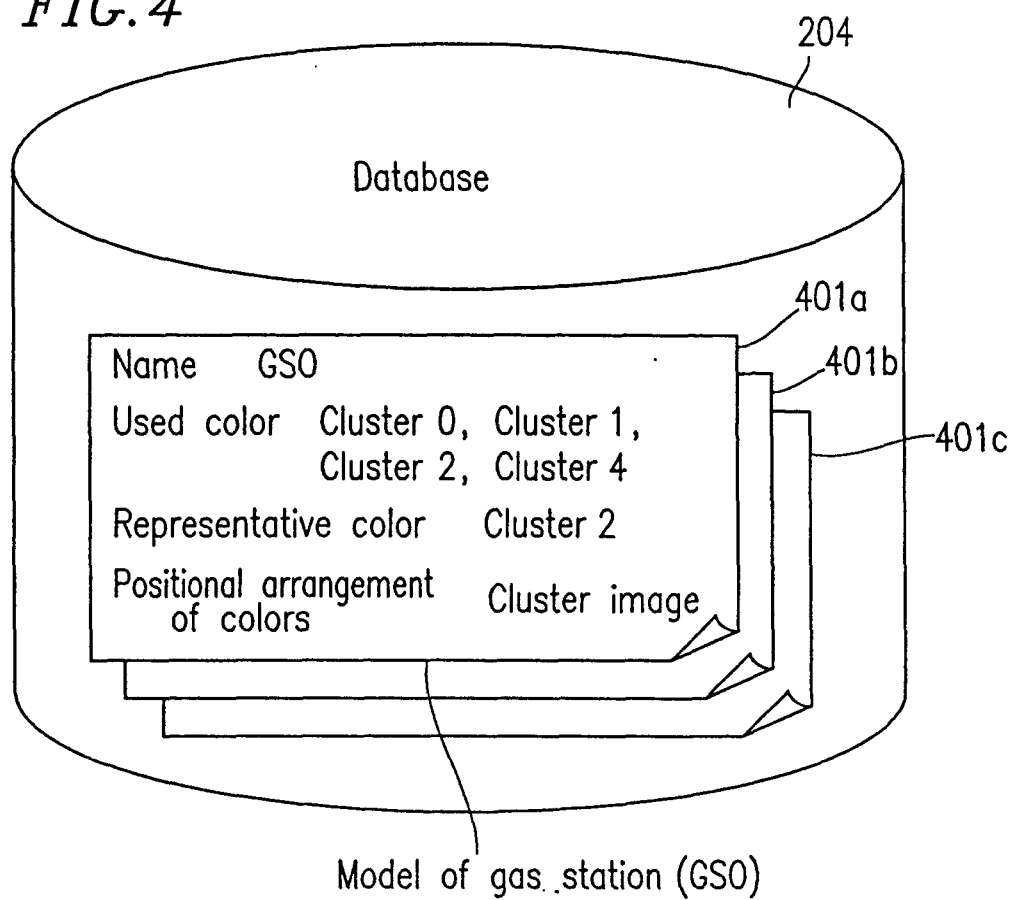 FIG. 4
204
Database
401a
Name GSO
401b
Used color Cluster 0, Cluster 1,
401c
Cluster 2, Cluster 4
Representative color Cluster 2
Positional arrangement
of colors
Cluster image
Model of gas station (GSO)